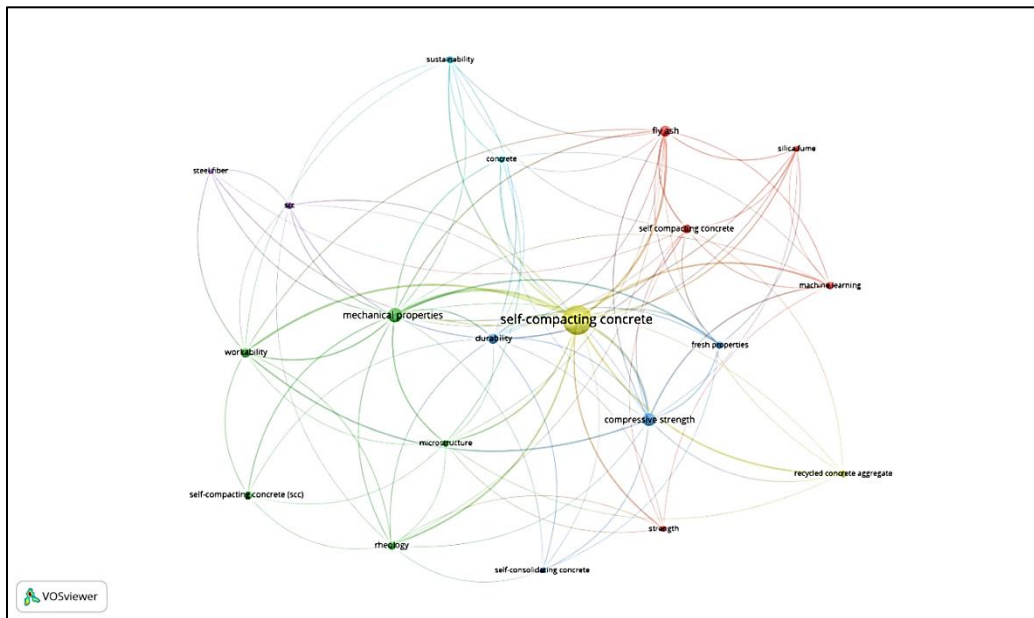 sustainability
fly ash
silica fume
concrete
steel fiber
scc
self compacting concrete
machine learning
mechanical properties
self-compacting concrete
durability
fresh properties
workability
compressive strength
microstructure
recycled concrete aggregate
self-compacting concrete (scc)
strength
rheology
self-consolidating concrete
VOSviewer